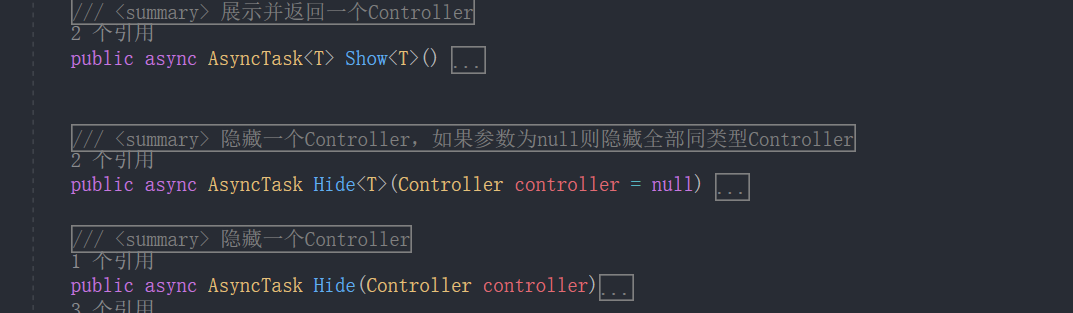 /// <summary> 展示并返回一个Controller
2 个引用
public async AsyncTask<T> Show<T>() ...
/// <summary> 隐藏一个Controller，如果参数为null则隐藏全部同类型Controller
2 个引用
public async AsyncTask Hide<T>(Controller controller = null) ...
/// <summary> 隐藏一个Controller
1 个引用
public async AsyncTask Hide(Controller controller)...
3 个引用